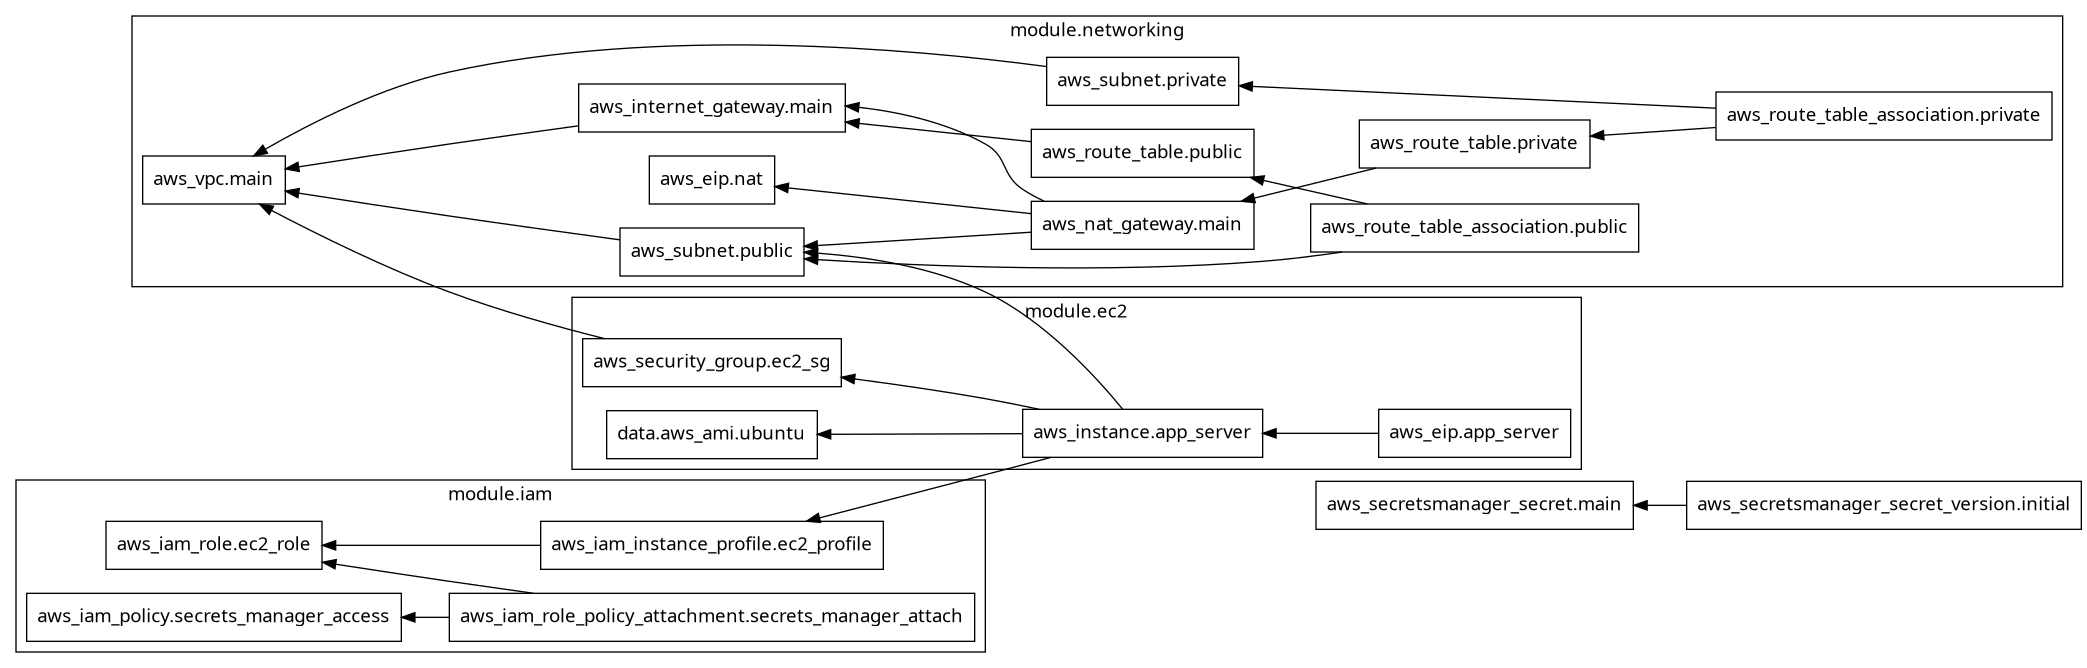 module.networking
aws_subnet.private
aws_internet_gateway.main
aws_route_table_association.private
aws_route_table.public
aws_route_table.private
aws_vpc.main
aws_eip.nat
aws_nat_gateway.main
aws_route_table_association.public
aws_subnet.public
module.ec2
aws_security_group.ec2_sg
data.aws_ami.ubuntu
aws_instance.app_server
aws_eip.app_server
module.iam
aws_secretsmanager_secret.main
aws_secretsmanager_secret_version.initial
aws_iam_role.ec2_role
aws_iam_instance_profile.ec2_profile
aws_iam_policy.secrets_manager_access
aws_iam_role_policy_attachment.secrets_manager_attach